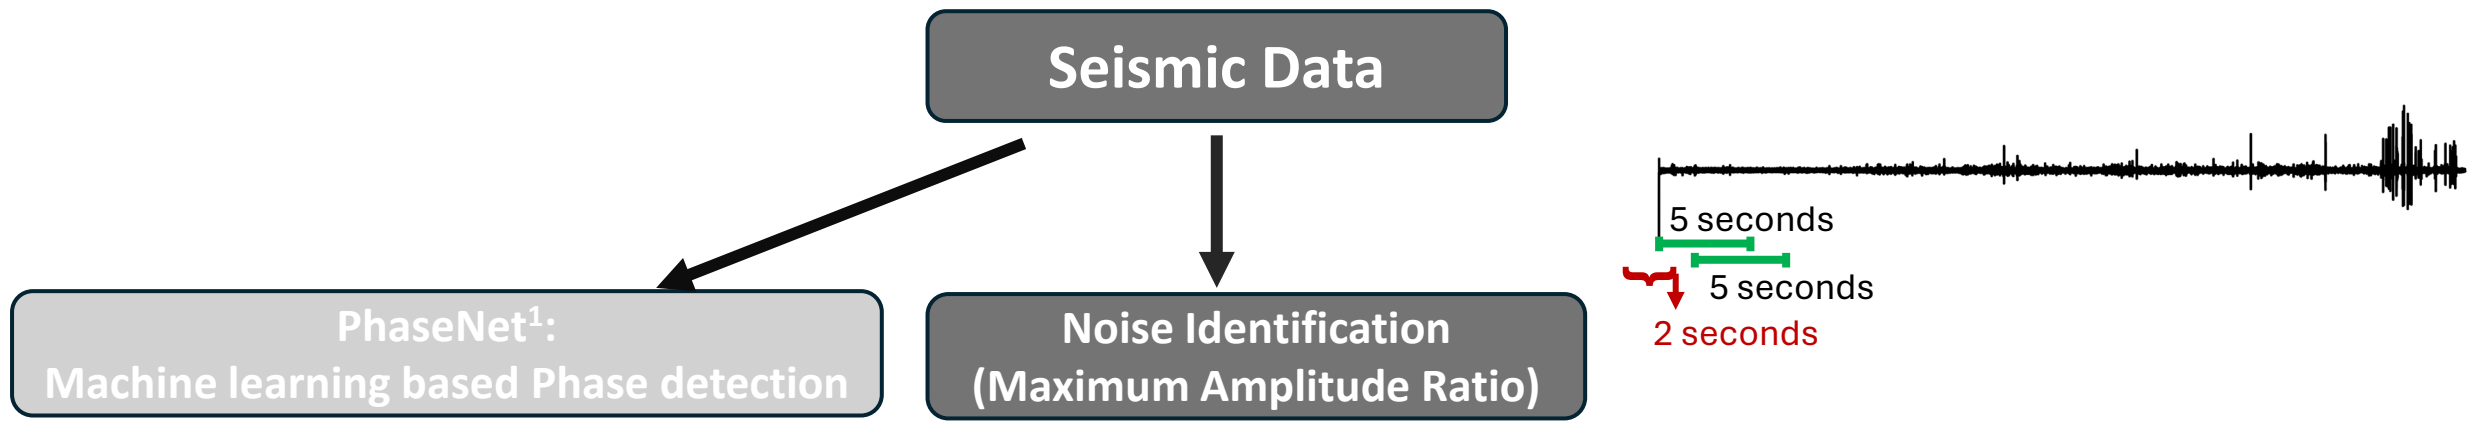 Seismic Data
PhaseNet¹:
Machine learning based Phase detection
Noise Identification
(Maximum Amplitude Ratio)
5 seconds
5 seconds
2 seconds